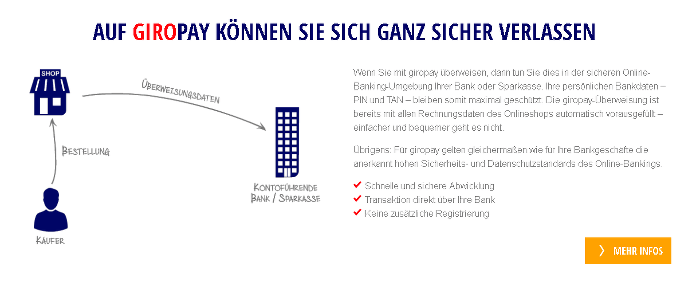 AUF GIROPAY KÖNNEN SIE SICH GANZ SICHER VERLASSEN
SHOP
ÜBERWEISUNGSDATEN
BESTELLUNG
KÄUFER
KONTOFÜHRENDE
BANK / SPARKASSE
Wenn Sie mit giropay überweisen, dann tun Sie dies in der sicheren Online-
Banking-Umgebung Ihrer Bank oder Sparkasse. Ihre persönlichen Bankdaten –
PIN und TAN – bleiben somit maximal geschützt. Die giropay-Überweisung ist
bereits mit allen Rechnungsdaten des Onlineshops automatisch vorausgefüllt –
einfacher und bequemer geht es nicht.
Übrigens: Für giropay gelten gleichermaßen wie für Ihre Bankgeschäfte die
anerkannt hohen Sicherheits- und Datenschutzstandards des Online-Bankings.
Schnelle und sichere Abwicklung
Transaktion direkt über Ihre Bank
Keine zusätzliche Registrierung
MEHR INFOS